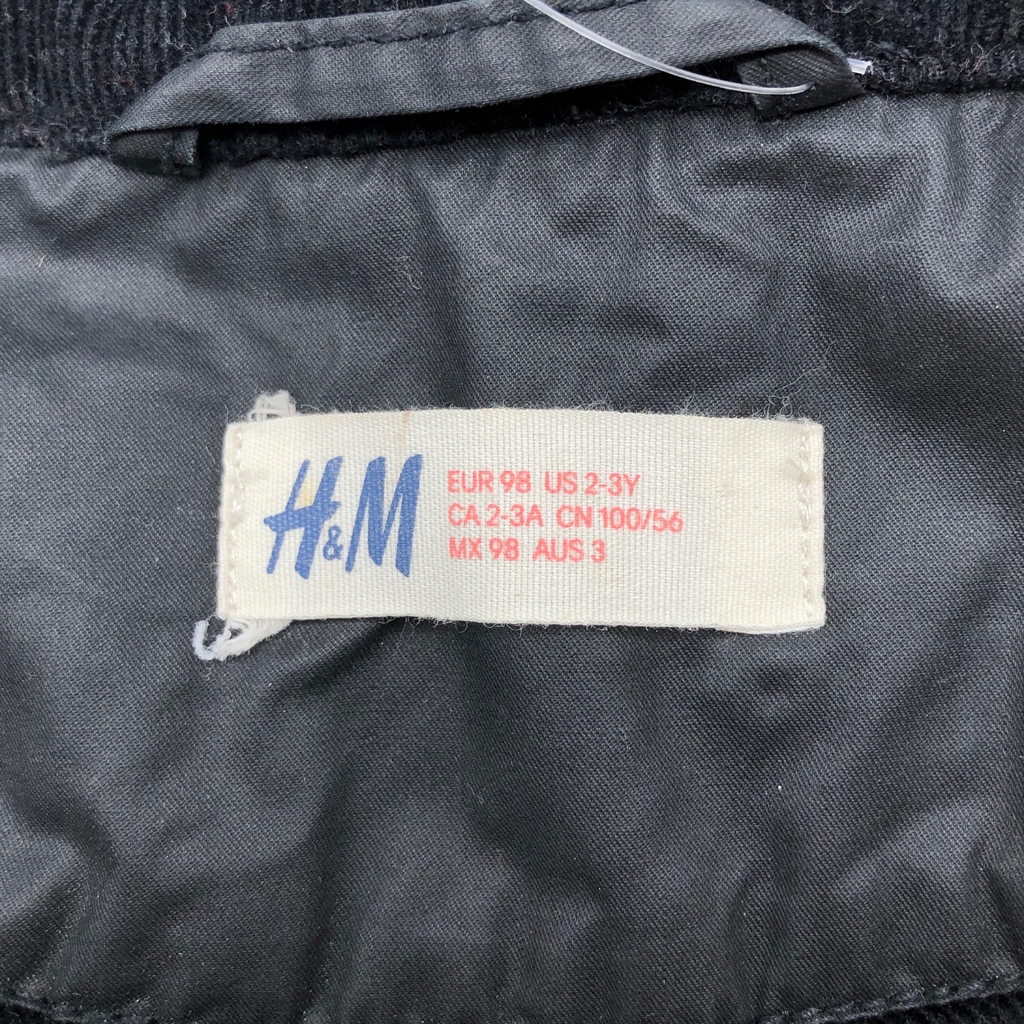 H&M
EUR 98 US 2-3Y
CA 2-3A CN 100/56
MX 98 AUS 3